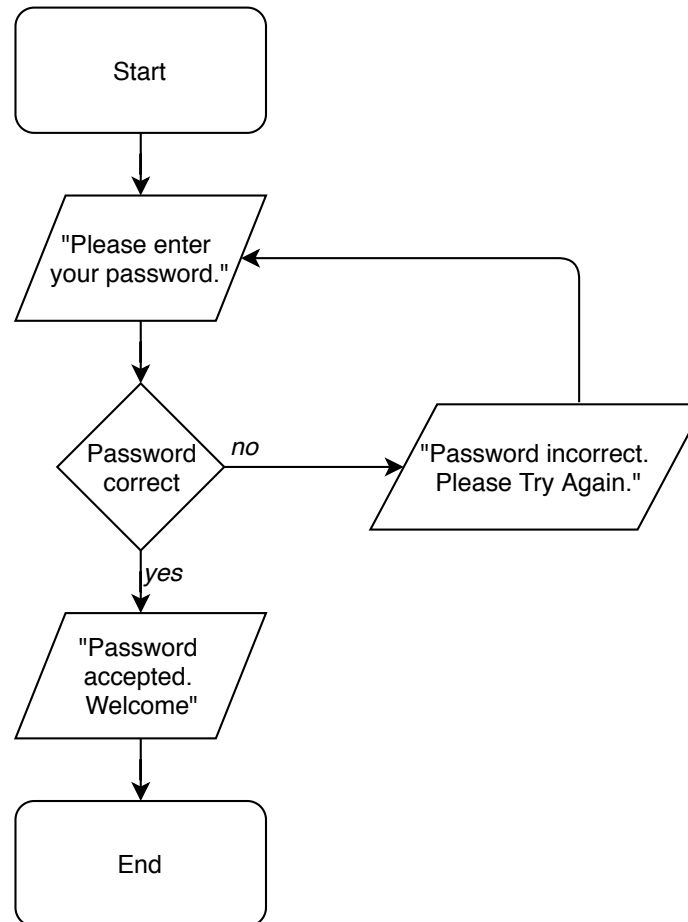 Start
"Please enter
your password."
Password
correct
no
"Password incorrect.
Please Try Again."
yes
"Password
accepted.
Welcome"
End